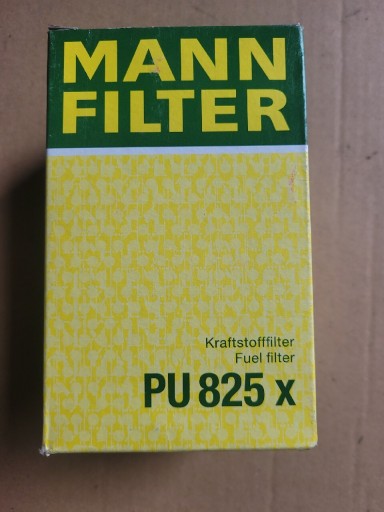 MANN
FILTER
Kraftstofffilter
Fuel filter
PU 825 x